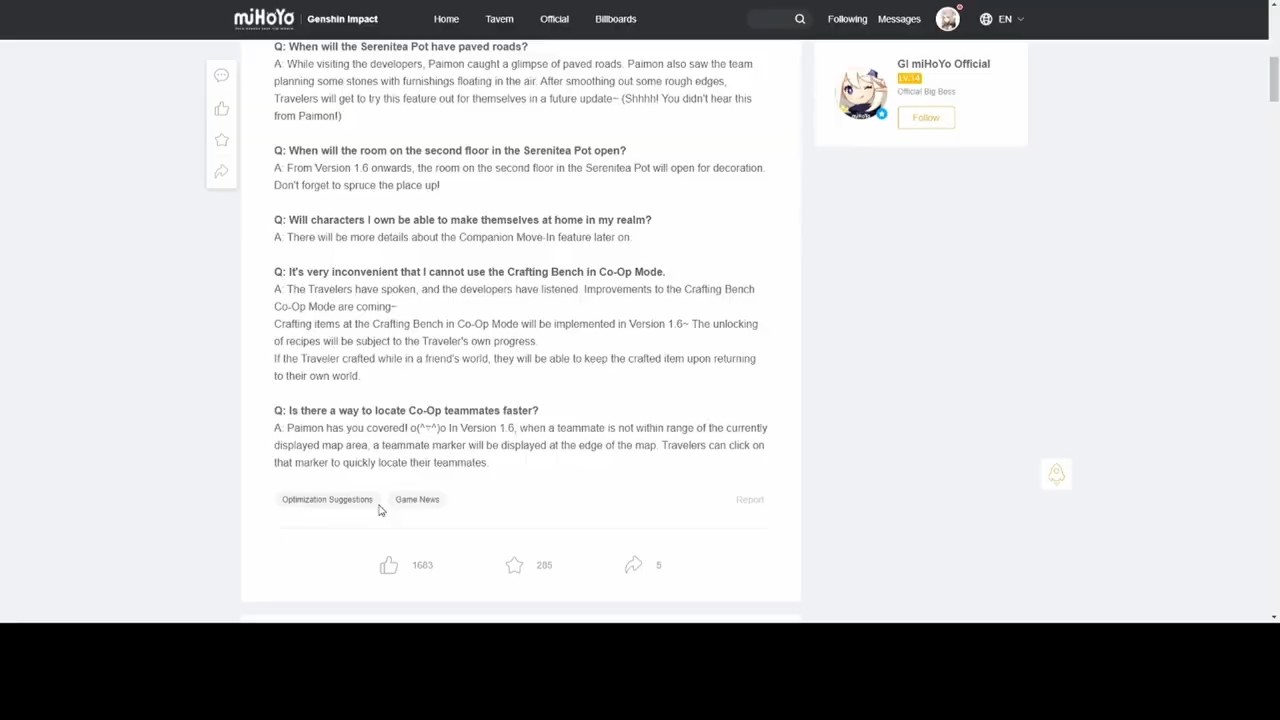 miHoYo
TECH OTAKUS SAVE THE WORLD
Genshin Impact
Home
Tavern
Official
Billboards
Following
Messages
EN
Q: When will the Serenitea Pot have paved roads?
A: While visiting the developers, Paimon caught a glimpse of paved roads. Paimon also saw the team
planning some stones with furnishings floating in the air. After smoothing out some rough edges,
Travelers will get to try this feature out for themselves in a future update~ (Shhhh! You didn't hear this
from Paimon!)
Q: When will the room on the second floor in the Serenitea Pot open?
A: From Version 1.6 onwards, the room on the second floor in the Serenitea Pot will open for decoration.
Don't forget to spruce the place up!
Q: Will characters I own be able to make themselves at home in my realm?
A: There will be more details about the Companion Move-In feature later on.
Q: It's very inconvenient that I cannot use the Crafting Bench in Co-Op Mode.
A: The Travelers have spoken, and the developers have listened. Improvements to the Crafting Bench
Co-Op Mode are coming~
Crafting items at the Crafting Bench in Co-Op Mode will be implemented in Version 1.6~ The unlocking
of recipes will be subject to the Traveler's own progress.
If the Traveler crafted while in a friend's world, they will be able to keep the crafted item upon returning
to their own world.
Q: Is there a way to locate Co-Op teammates faster?
A: Paimon has you covered! o(^~^)o In Version 1.6, when a teammate is not within range of the currently
displayed map area, a teammate marker will be displayed at the edge of the map. Travelers can click on
that marker to quickly locate their teammates.
Optimization Suggestions
Game News
Report
1683
285
5
GI miHoYo Official
LV.14
Official Big Boss
Follow
miHoYo